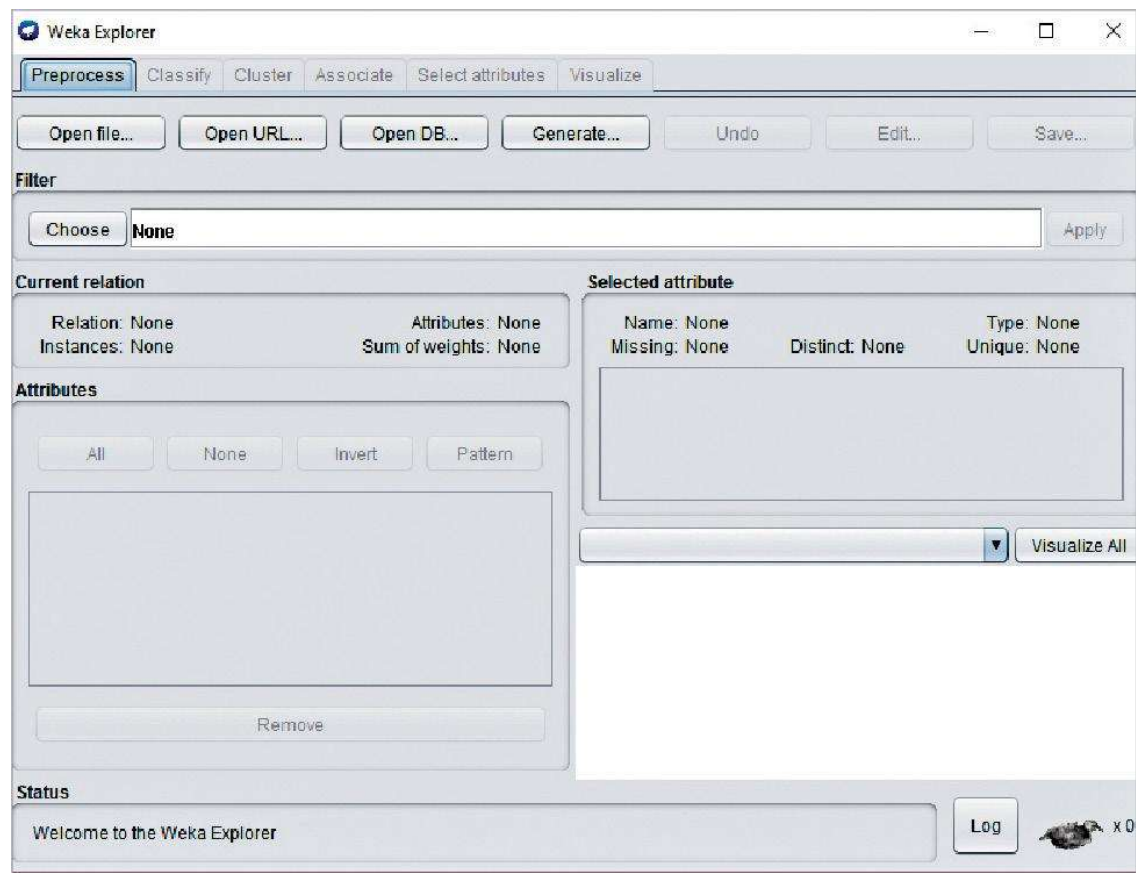 Weka Explorer
Preprocess Classify Cluster Associate Select attributes Visualize
Open file... Open URL... Open DB... Generate... Undo Edit... Save...
Filter
Choose None Apply
Current relation
Relation: None Attributes: None
Instances: None Sum of weights: None
Selected attribute
Name: None Type: None
Missing: None Distinct: None Unique: None
Attributes
All None Invert Pattern
Remove
Visualize All
Status
Welcome to the Weka Explorer
Log x 0